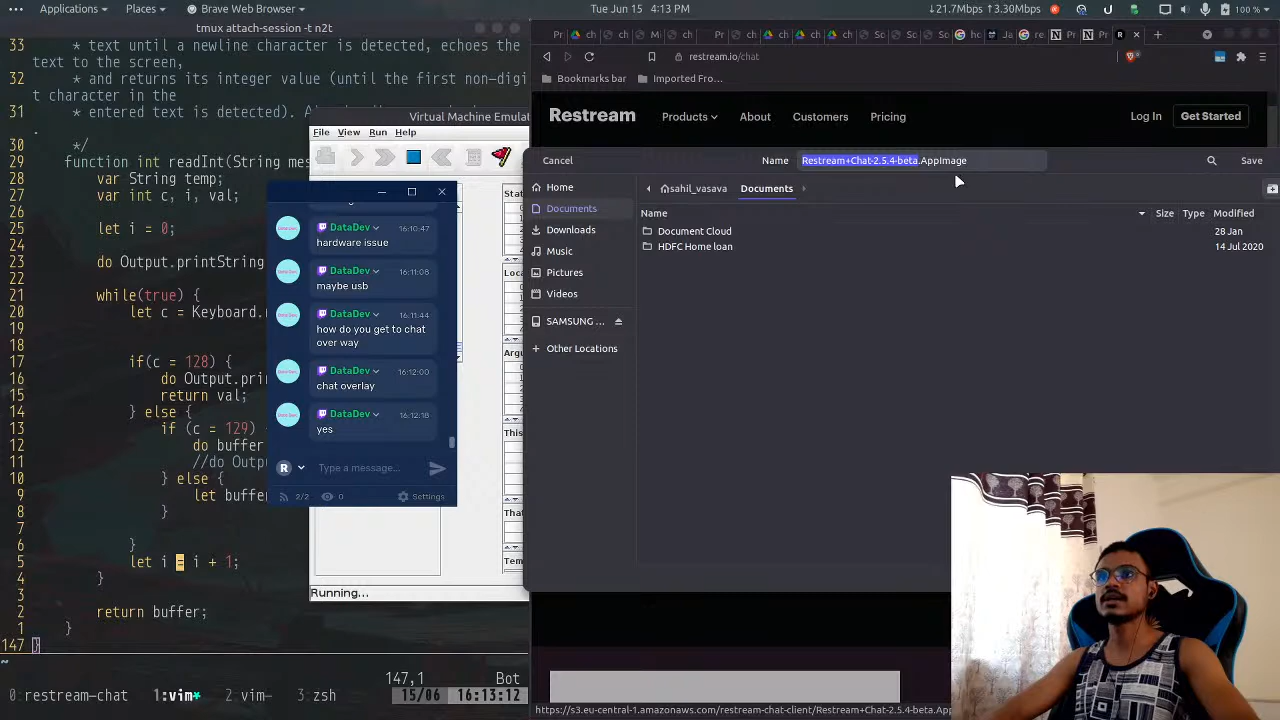 Applications
Places
Brave Web Browser
Tue Jun 15 4:13 PM
↓21.7Mbps ↑3.30Mbps
100 %
tmux attach-session -t n2t
33 * text until a newline character is detected, echoes the
text to the screen,
32 * and returns its integer value (until the first non-digi
t character in the
31 * entered text is detected).
.
30 */
29 function int readInt(String mes
28 var String temp;
27 var int c, i, val;
26
25 let i = 0;
24
23 do Output.printString
22
21 while(true) {
20 let c = Keyboard.
19
18
17 if(c = 128) {
16 do Output.pri
15 return val;
14 } else {
13 if (c = 129)
12 do buffer
11 //do Outp
10 } else {
9 let buffe
8 }
7
6 }
5 let i = i + 1;
4 }
3
2 return buffer;
1 }
147 }
~
147,1 Bot
0 restream-chat 1:vim* 2 vim- 3 zsh 15/06 16:13:12
Virtual Machine Emulat
File View Run Help
Stat
Loca
Argu
This
That
Tem
Running...
DataDev 16:10:47
hardware issue
DataDev 16:11:08
maybe usb
DataDev 16:11:44
how do you get to chat
over way
DataDev 16:12:00
chat overlay
DataDev 16:12:18
yes
R
Type a message...
2/2 0 Settings
restream.io/chat
Bookmarks bar
Imported Fro...
Restream
Products
About
Customers
Pricing
Log In
Get Started
Cancel
Name
Restream+Chat-2.5.4-beta.AppImage
Save
Home
Documents
Downloads
Music
Pictures
Videos
SAMSUNG ...
+ Other Locations
sahil_vasava
Documents
Name Size Type Modified
Document Cloud 28 Jan
HDFC Home loan 14 Jul 2020
https://s3.eu-central-1.amazonaws.com/restream-chat-client/Restream+Chat-2.5.4-beta.App